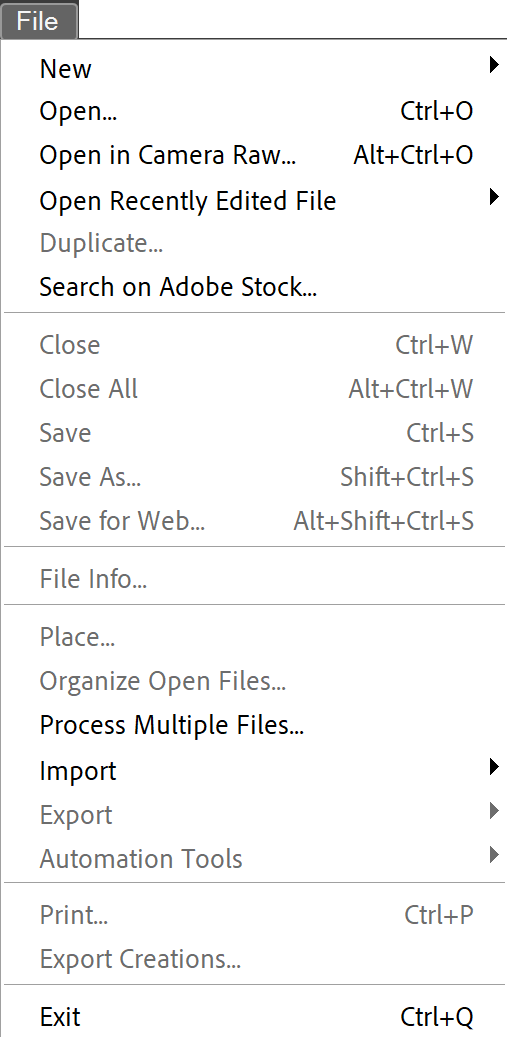 File
New
Open... Ctrl+O
Open in Camera Raw... Alt+Ctrl+O
Open Recently Edited File
Duplicate...
Search on Adobe Stock...
Close Ctrl+W
Close All Alt+Ctrl+W
Save Ctrl+S
Save As... Shift+Ctrl+S
Save for Web... Alt+Shift+Ctrl+S
File Info...
Place...
Organize Open Files...
Process Multiple Files...
Import
Export
Automation Tools
Print... Ctrl+P
Export Creations...
Exit Ctrl+Q